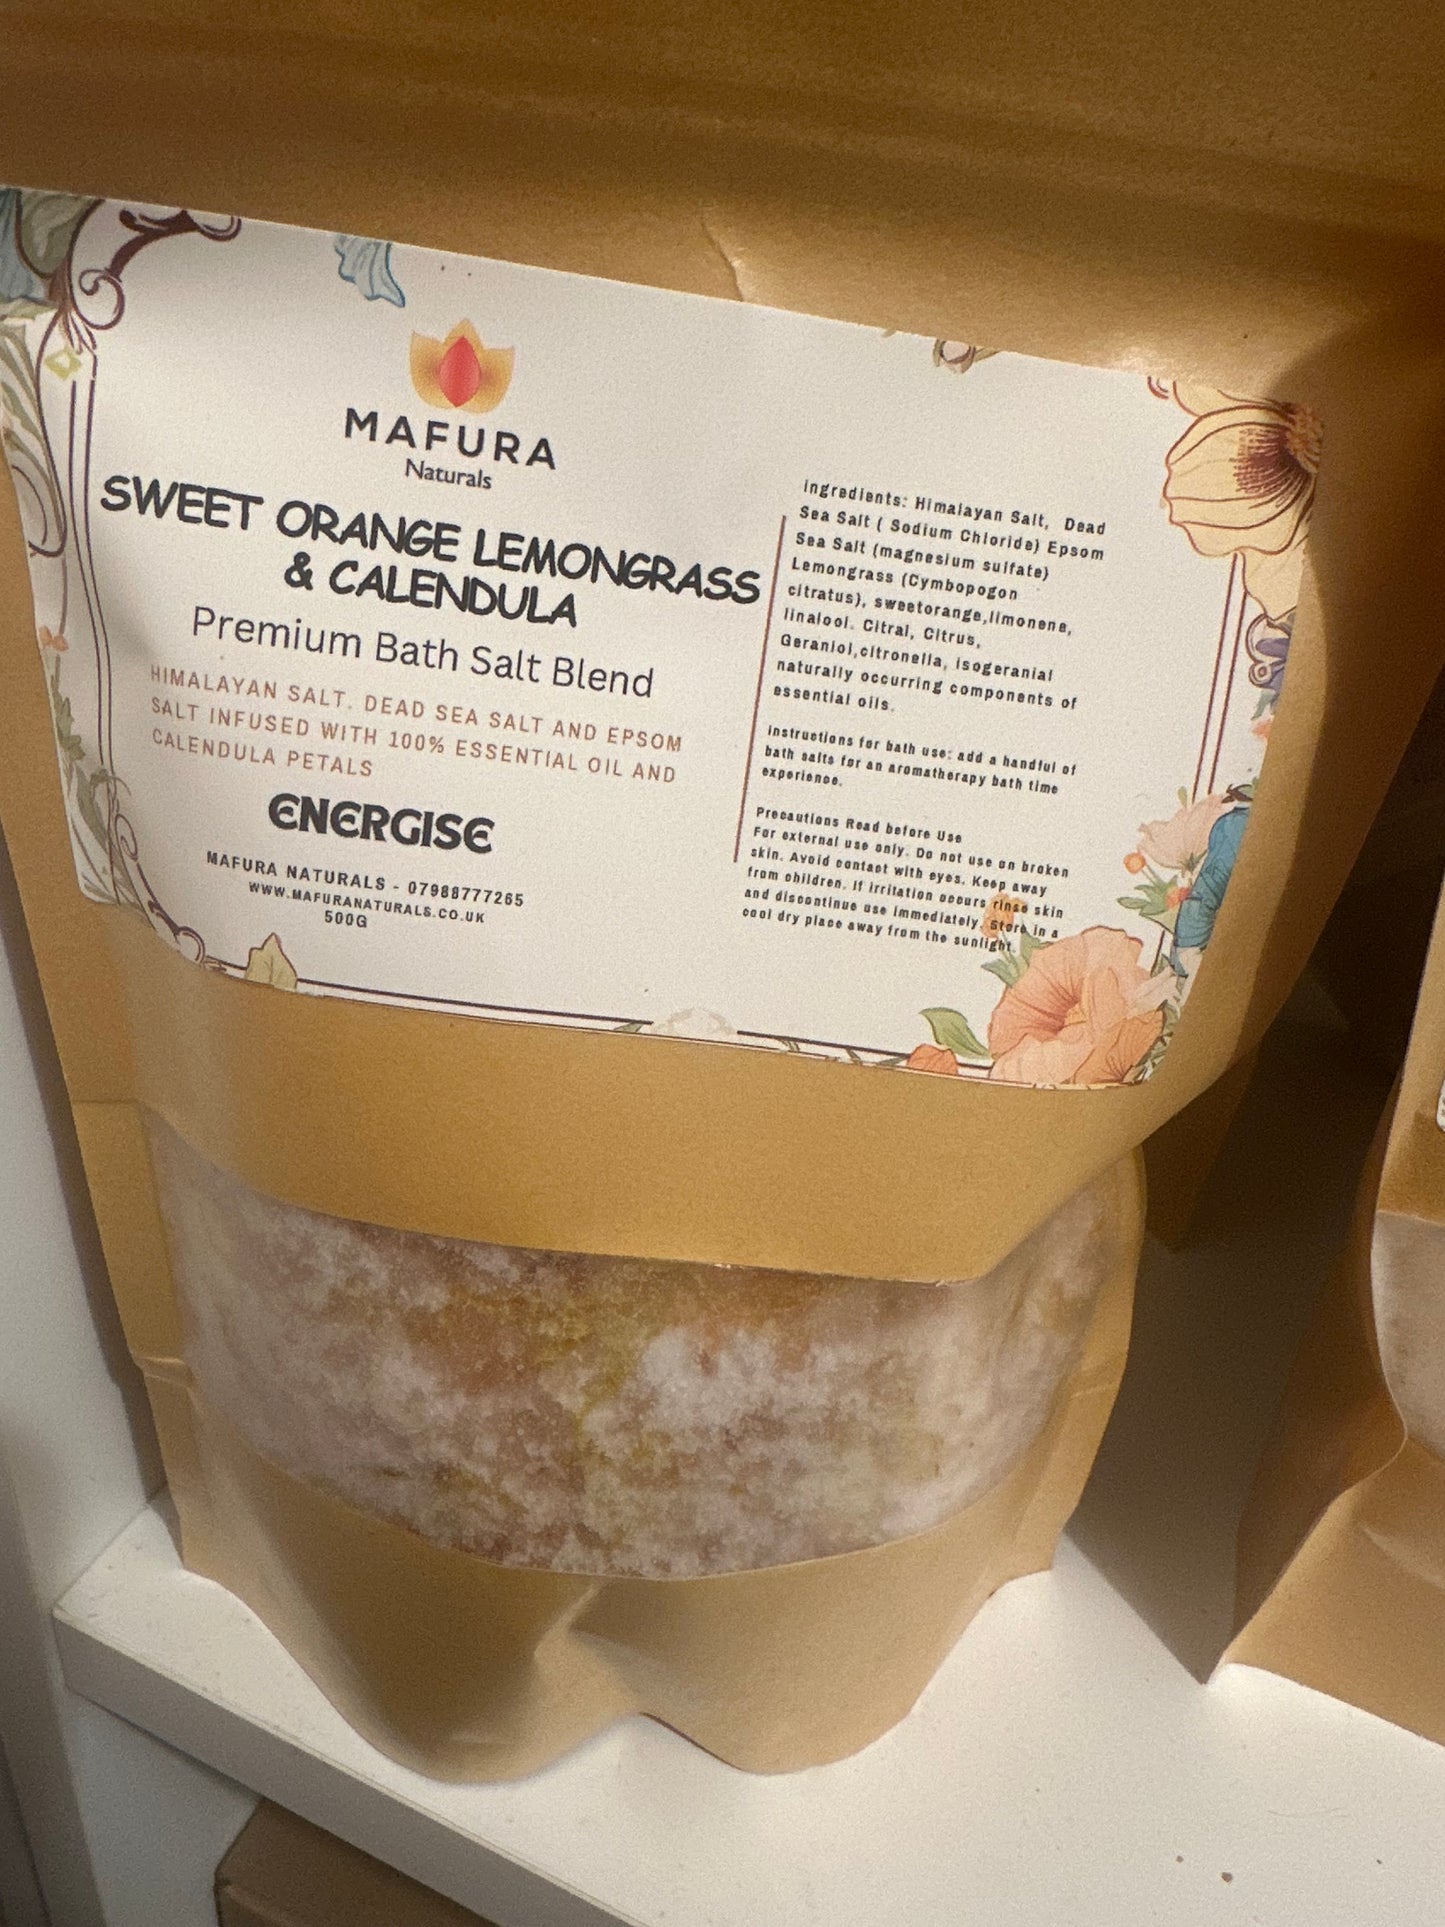 MAFURA
Naturals
SWEET ORANGE LEMONGRASS
& CALENDULA
Premium Bath Salt Blend
HIMALAYAN SALT, DEAD SEA SALT AND EPSOM
SALT INFUSED WITH 100% ESSENTIAL OIL AND
CALENDULA PETALS
ENERGISE
MAFURA NATURALS - 07988777265
WWW.MAFURANATURALS.CO.UK
500G
Ingredients: Himalayan Salt, Dead
Sea Salt ( Sodium Chloride) Epsom
Sea Salt (magnesium sulfate)
Lemongrass (Cymbopogon
citratus), sweetorange,limonene,
linalool. Citral, Citrus,
Geraniol,citronella, isogeranial
naturally occurring components of
essential oils.
Instructions for bath use: add a handful of
bath salts for an aromatherapy bath time
experience.
Precautions Read before Use
For external use only. Do not use on broken
skin. Avoid contact with eyes. Keep away
from children. If irritation occurs rinse skin
and discontinue use immediately. Store in a
cool dry place away from the sunlight.